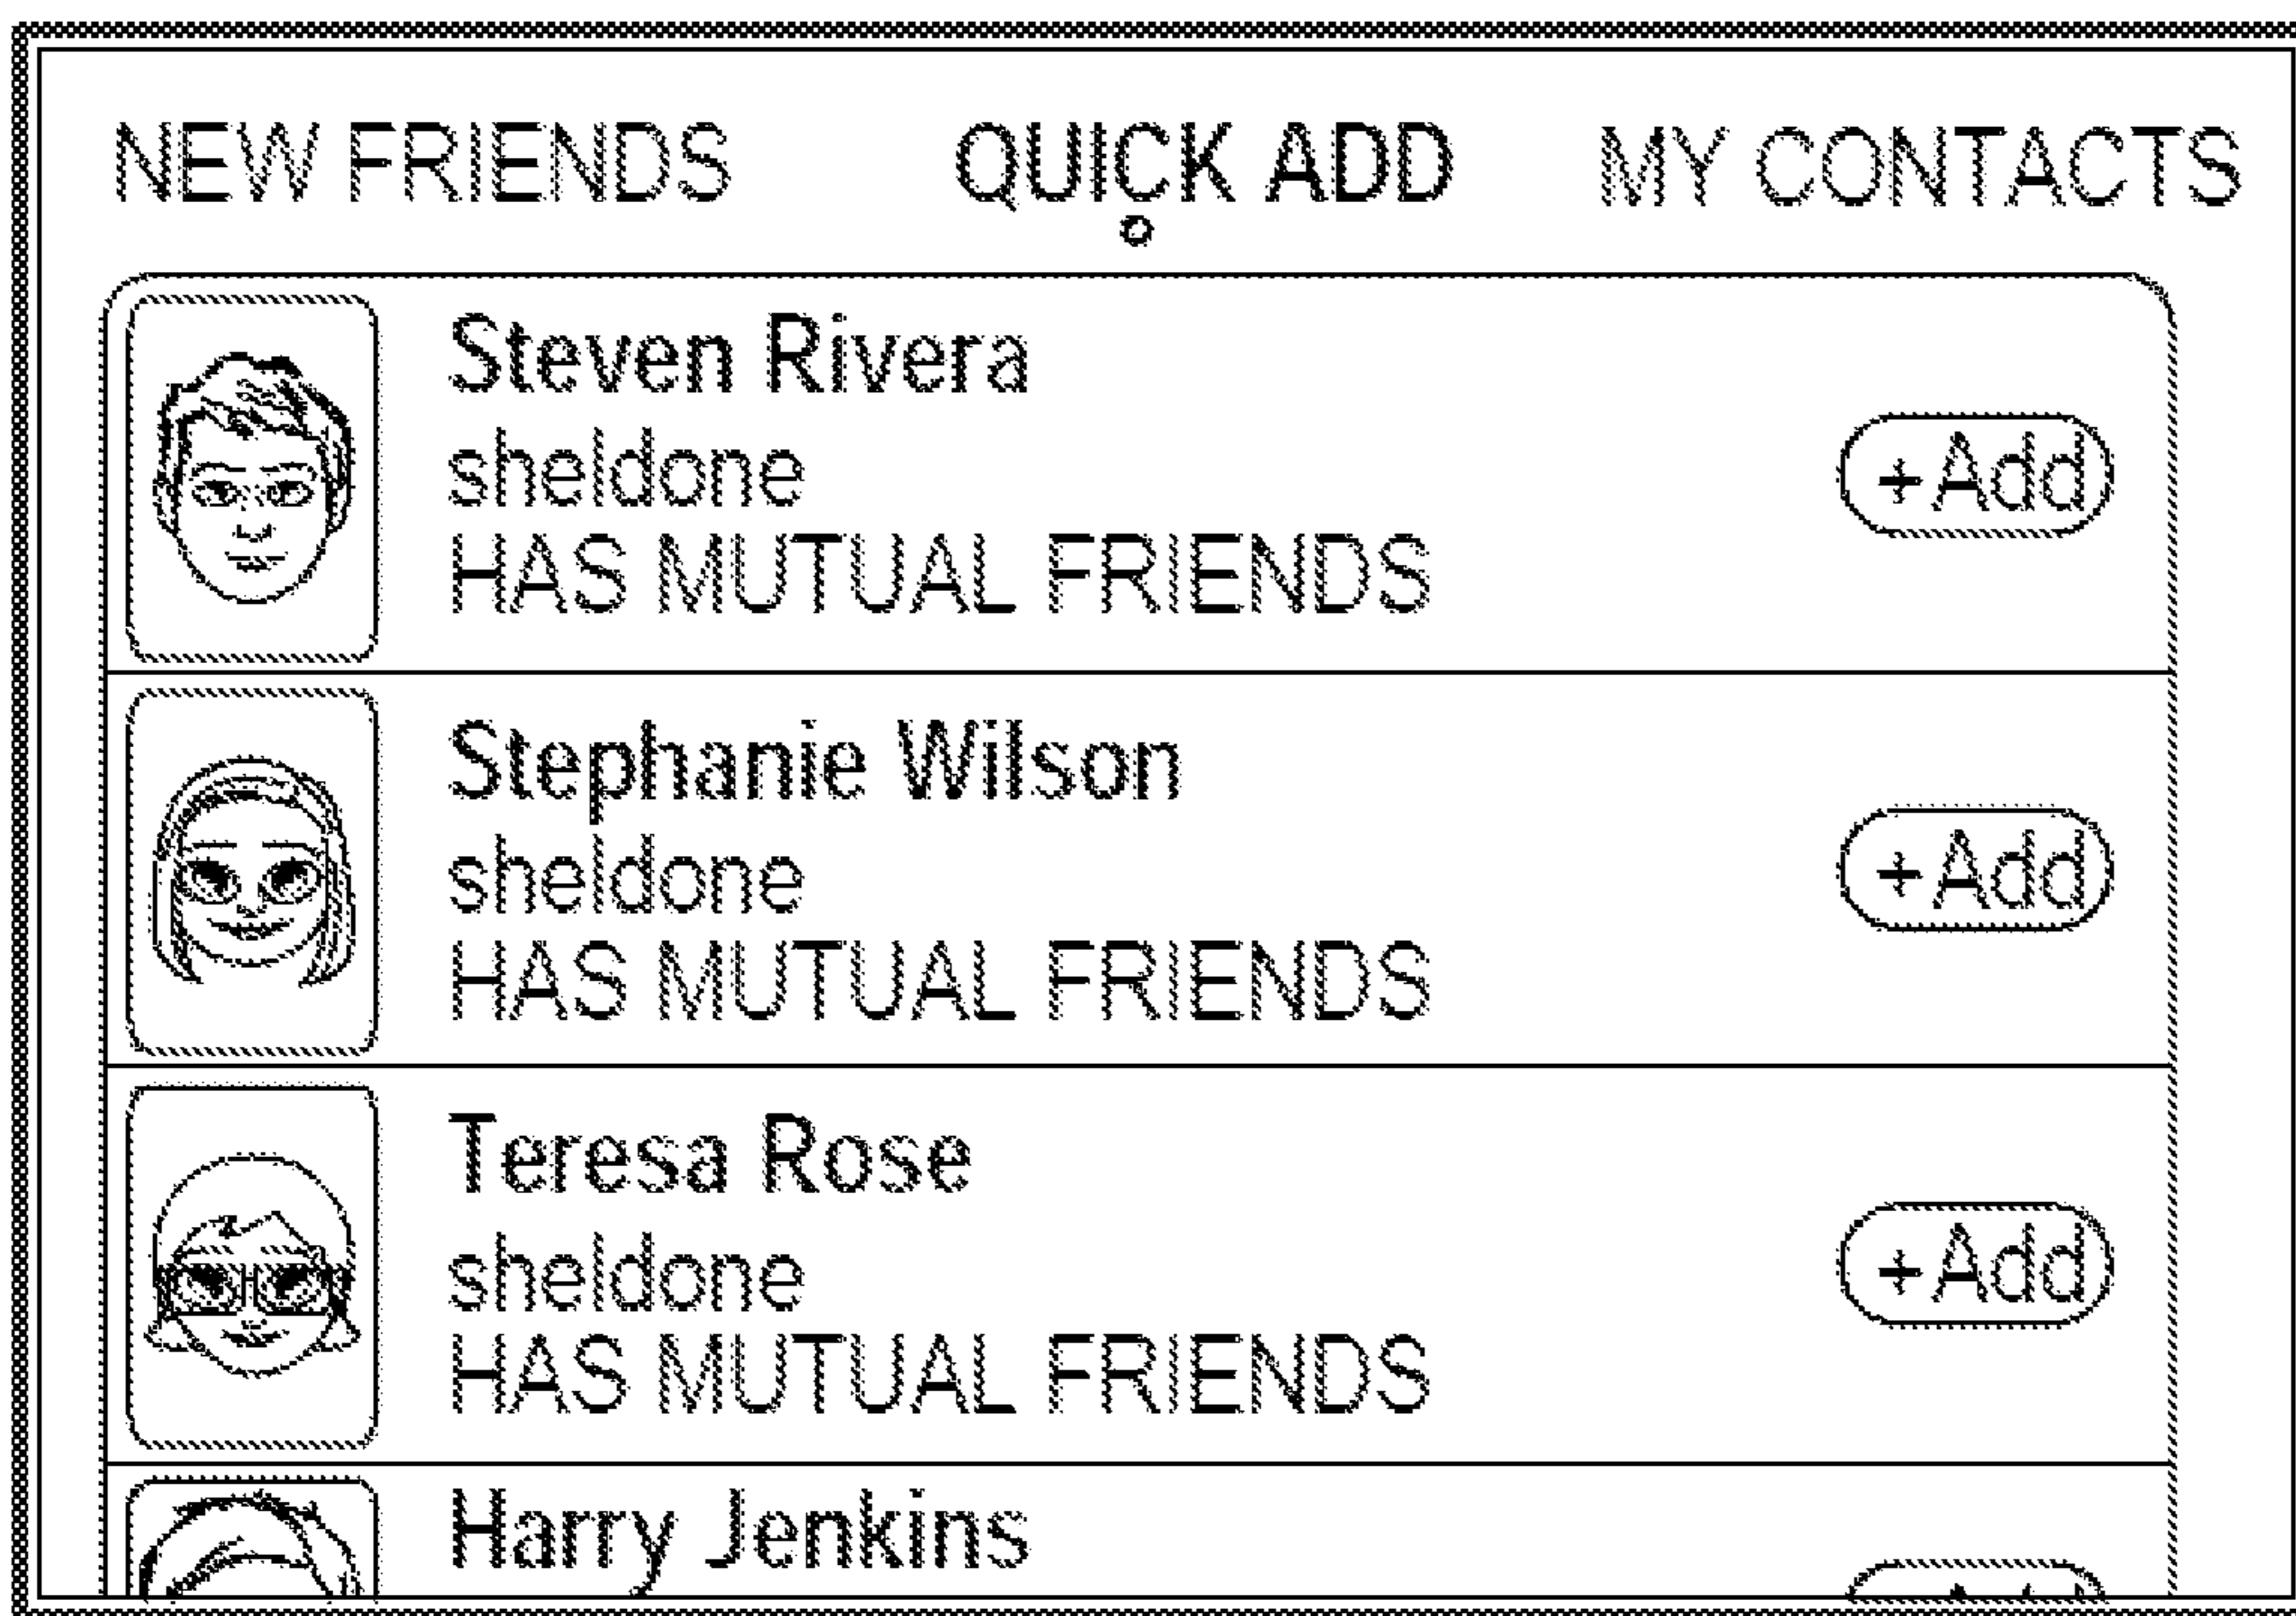 NEW FRIENDS QUICK ADD MY CONTACTS
Steven Rivera
sheldone
+Add
HAS MUTUAL FRIENDS
Stephanie Wilson
sheldone
+Add
HAS MUTUAL FRIENDS
Teresa Rose
sheldone
+Add
HAS MUTUAL FRIENDS
Harry Jenkins